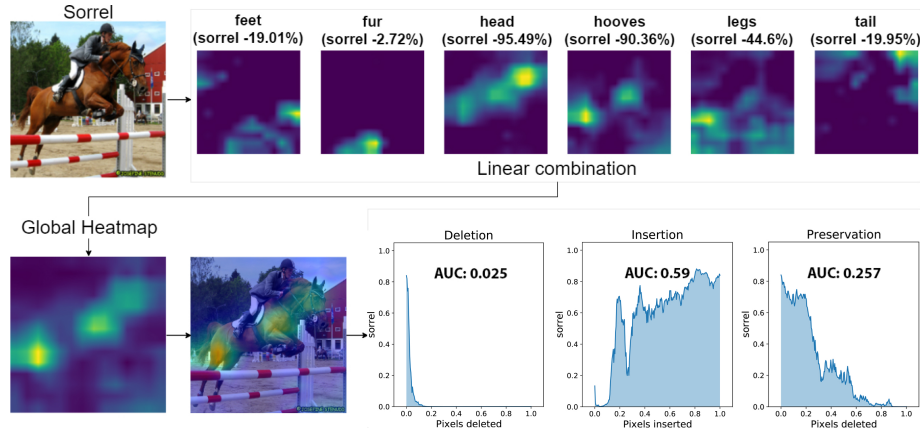 Sorrel
feet
(sorrel -19.01%)
fur
(sorrel -2.72%)
head
(sorrel -95.49%)
hooves
(sorrel -90.36%)
legs
(sorrel -44.6%)
tail
(sorrel -19.95%)
Linear combination
Global Heatmap
Deletion
AUC: 0.025
sorrel
1.0
0.8
0.6
0.4
0.2
0.0
0.0 0.2 0.4 0.6 0.8 1.0
Pixels deleted
Insertion
AUC: 0.59
sorrel
1.0
0.8
0.6
0.4
0.2
0.0
0.0 0.2 0.4 0.6 0.8 1.0
Pixels inserted
Preservation
AUC: 0.257
sorrel
1.0
0.8
0.6
0.4
0.2
0.0
0.0 0.2 0.4 0.6 0.8 1.0
Pixels deleted